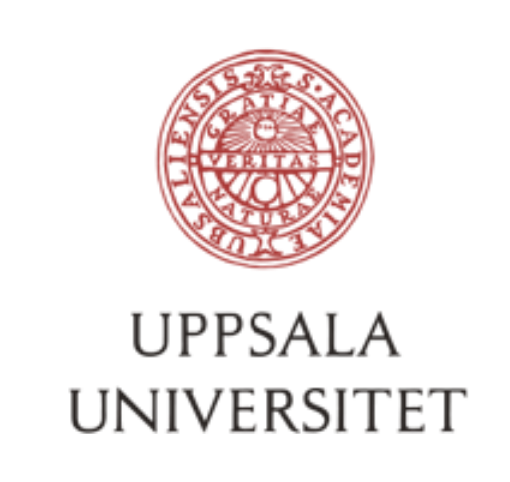 S·ACADEMIAE UBSALIENSIS
GRATIAE
VERITAS
NATURAE
UPPSALA
UNIVERSITET